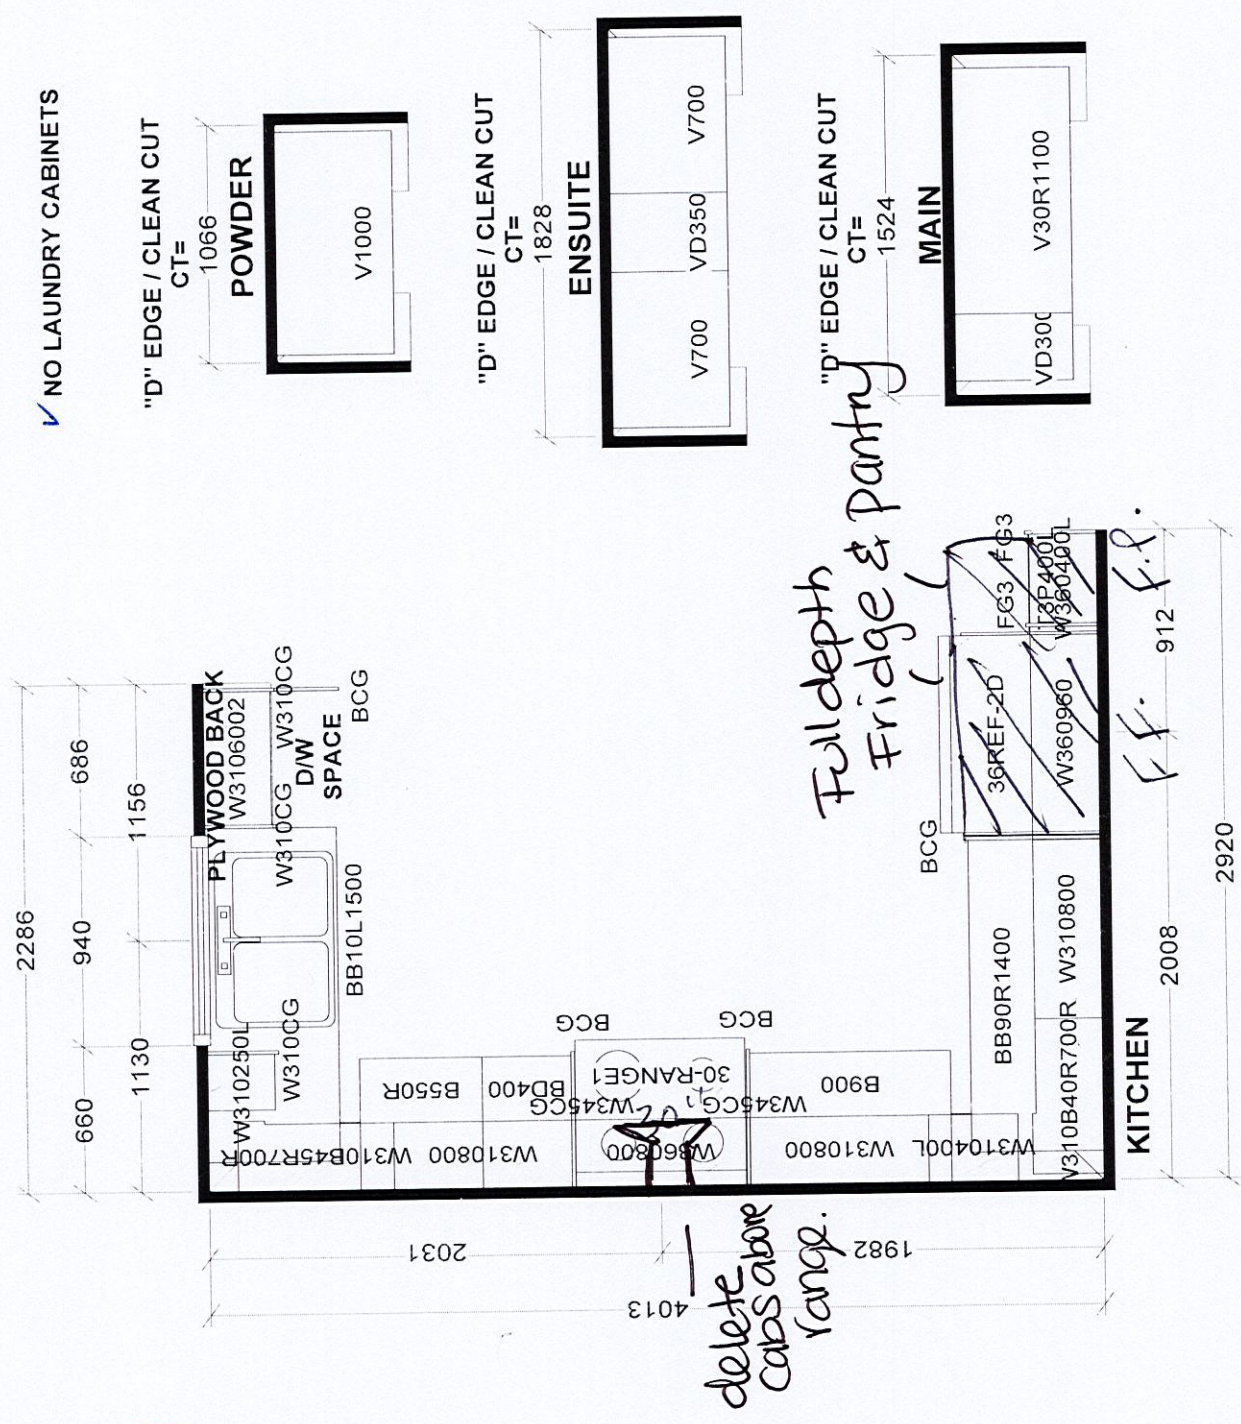 ✓ NO LAUNDRY CABINETS
"D" EDGE / CLEAN CUT
CT=
1066
POWDER
V1000
"D" EDGE / CLEAN CUT
CT=
1828
ENSUITE
V700
VD350
V700
"D" EDGE / CLEAN CUT
CT=
1524
MAIN
VD300
V30R1100
2286
660
940
686
1130
1156
PLYWOOD BACK
W3106002
W310CG
W310CG
D/W
SPACE
BCG
W310250L
W310CG
BB10L1500
W310B45R700R
W310800
B550R
BD400
BCG
W345CG
30-RANGE1
W860800
20"
W345CG
BCG
B900
W310800
W310400L
W310B40R700R
W310800
BB90R1400
BCG
36REF-2D
W360960
FG3
FG3
T3P400L
W360400L
Full depth
Fridge & pantry
F.F.
F.P.
2008
912
2920
KITCHEN
2031
1982
4013
delete
cabs above
range.